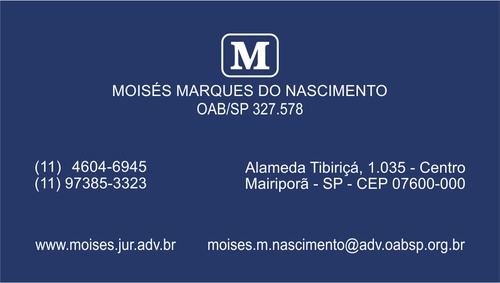 M
MOISÉS MARQUES DO NASCIMENTO
OAB/SP 327.578
(11) 4604-6945
(11) 97385-3323
Alameda Tibiriçá, 1.035 - Centro
Mairiporã - SP - CEP 07600-000
www.moises.jur.adv.br
moises.m.nascimento@adv.oabsp.org.br